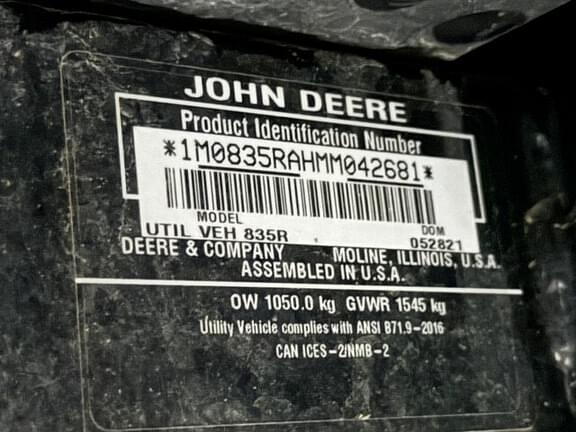 JOHN DEERE
Product Identification Number
*1M0835RAHMM042681*
MODEL DOM
UTIL VEH 835R 052821
DEERE & COMPANY MOLINE, ILLINOIS, U.S.A.
ASSEMBLED IN U.S.A.
OW 1050.0 kg GVWR 1545 kg
Utility Vehicle complies with ANSI B71.9-2016
CAN ICES-2/NMB-2